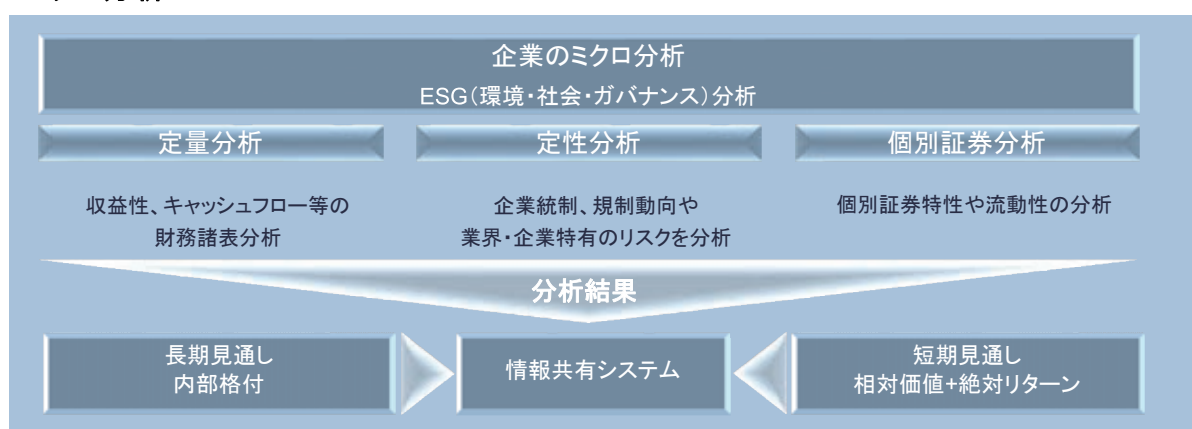 企業のミクロ分析
ESG(環境・社会・ガバナンス)分析
定量分析
定性分析
個別証券分析
収益性、キャッシュフロー等の
財務諸表分析
企業統制、規制動向や
業界・企業特有のリスクを分析
個別証券特性や流動性の分析
分析結果
長期見通し
内部格付
情報共有システム
短期見通し
相対価値+絶対リターン